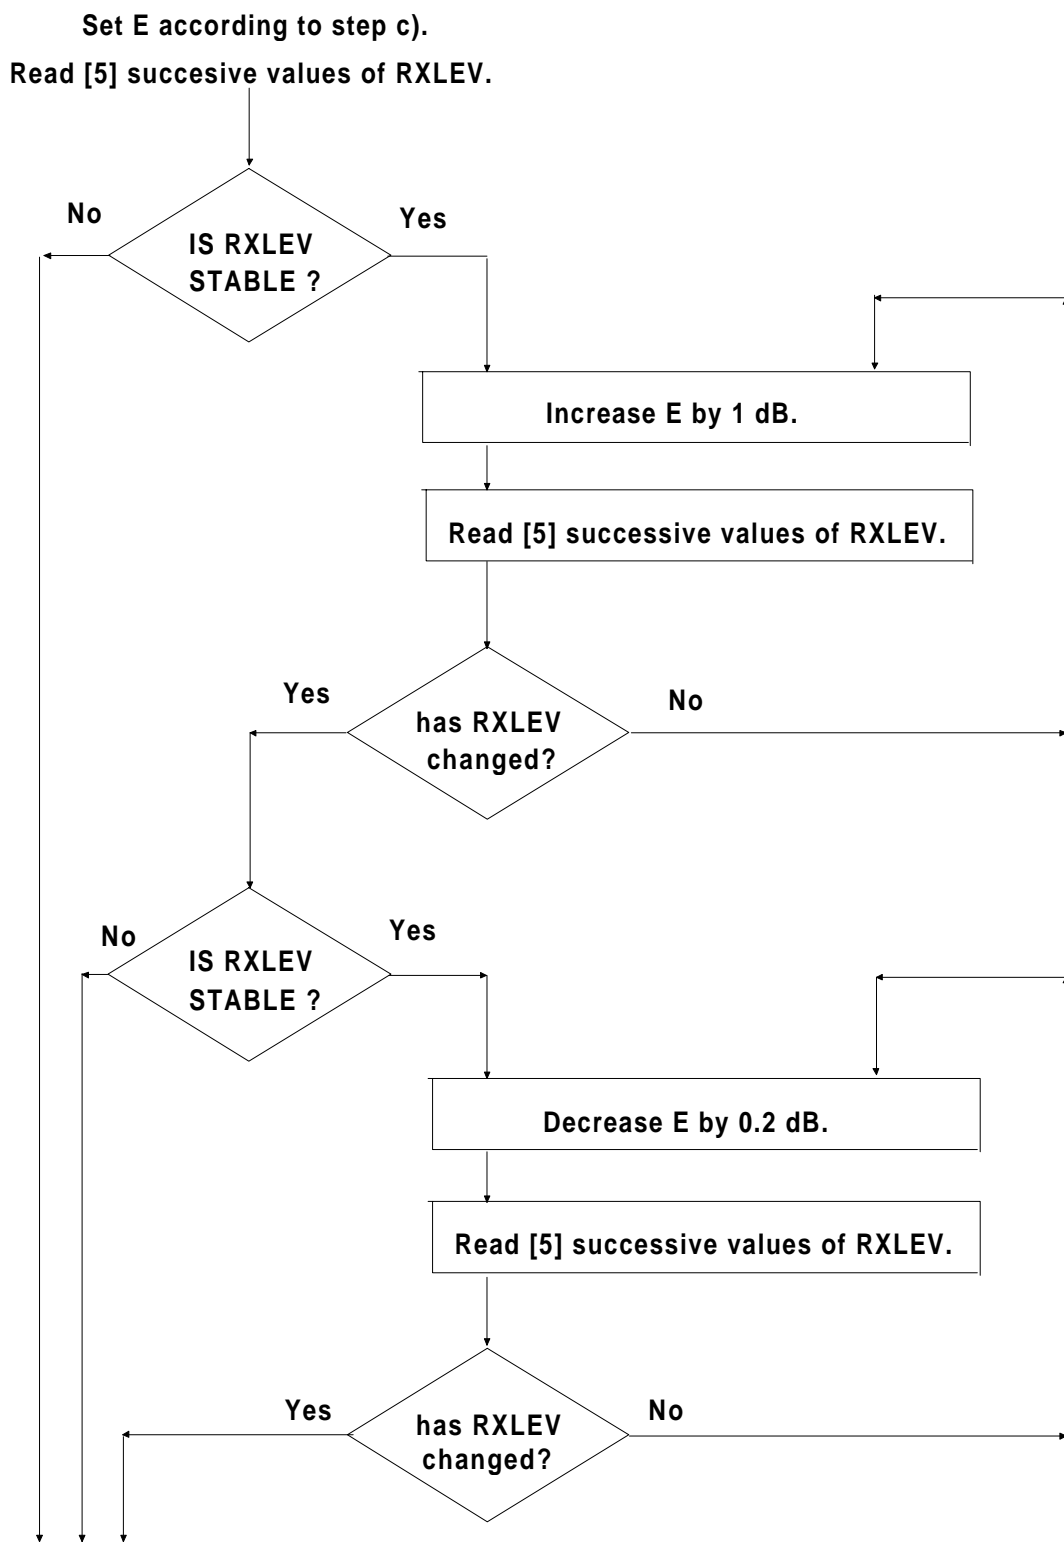 Set E according to step c).
Read [5] succesive values of RXLEV.
No
Yes
IS RXLEV
STABLE ?
Increase E by 1 dB.
Read [5] successive values of RXLEV.
Yes
No
has RXLEV
changed?
No
Yes
IS RXLEV
STABLE ?
Decrease E by 0.2 dB.
Read [5] successive values of RXLEV.
Yes
No
has RXLEV
changed?